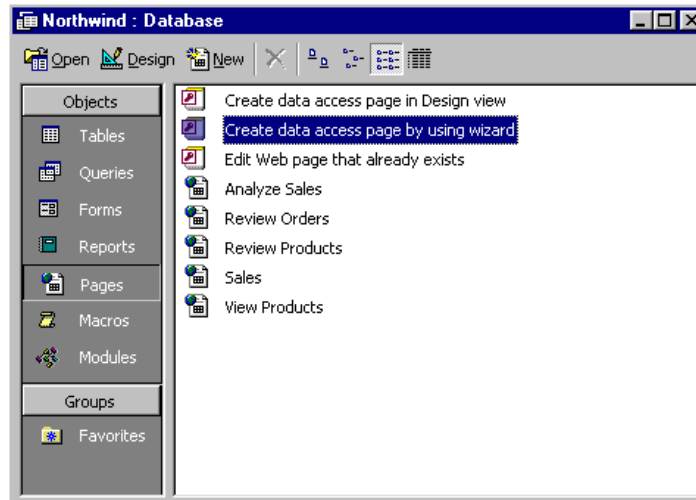 Northwind : Database
Open Design New
Objects
Tables
Queries
Forms
Reports
Pages
Macros
Modules
Groups
Favorites
Create data access page in Design view
Create data access page by using wizard
Edit Web page that already exists
Analyze Sales
Review Orders
Review Products
Sales
View Products